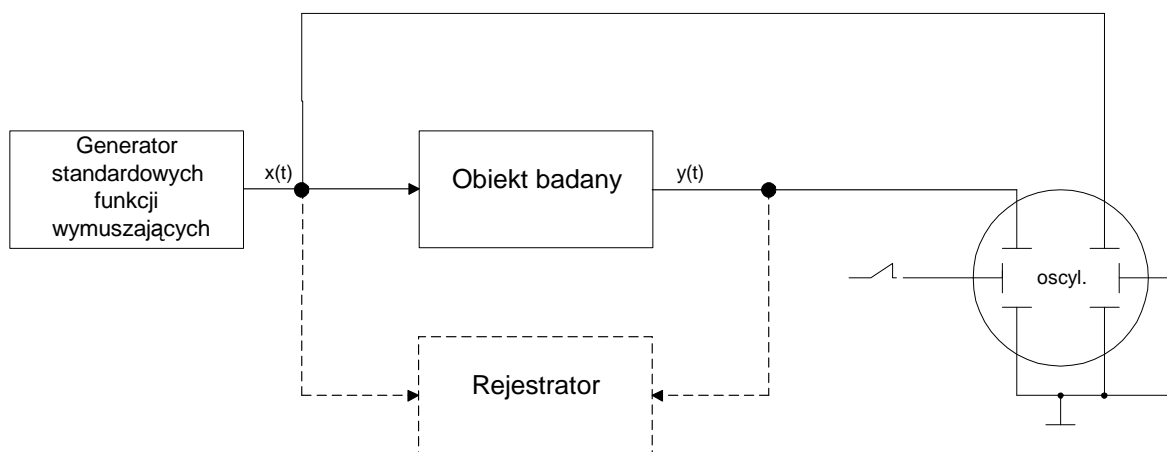 Generator
standardowych
funkcji
wymuszających
x(t)
Obiekt badany
y(t)
oscyl.
Rejestrator